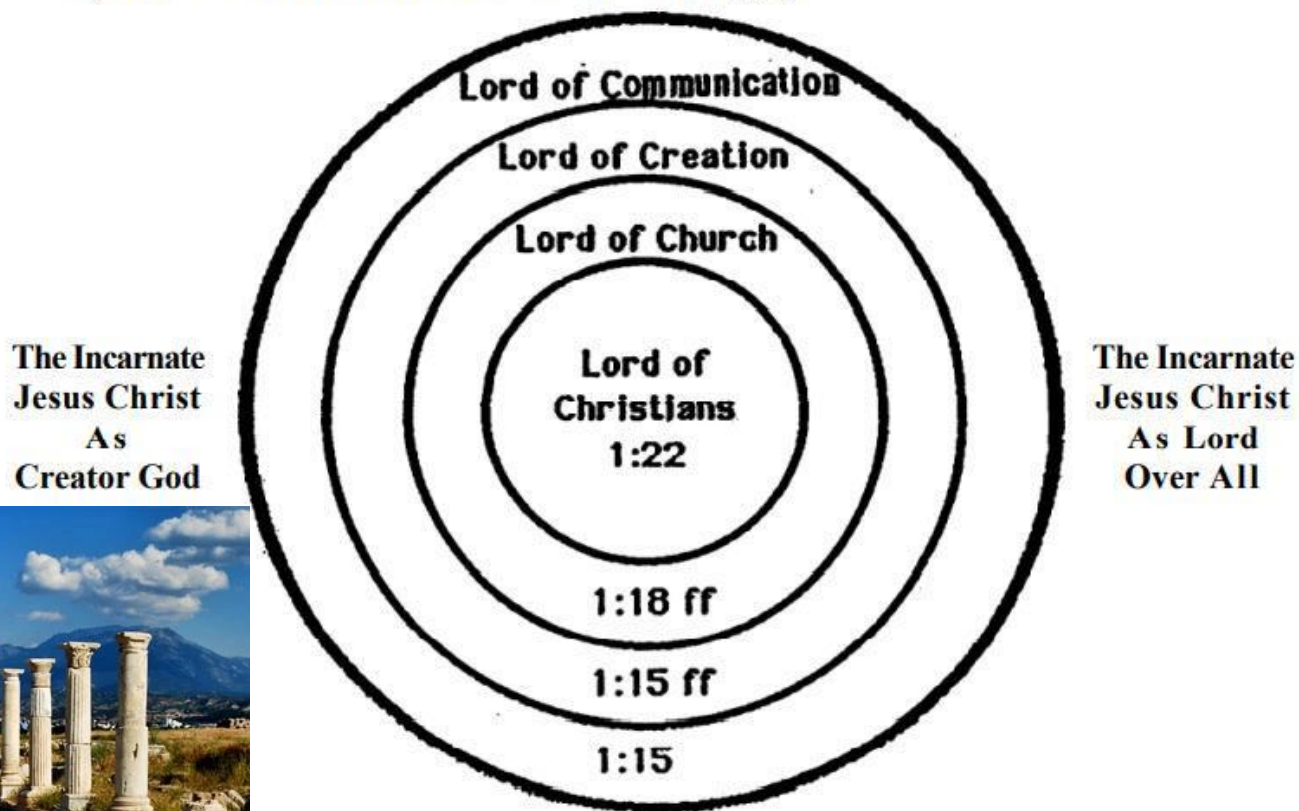 Lord of Communication
Lord of Creation
Lord of Church
Lord of
Christians
1:22
1:18 ff
1:15 ff
1:15
The Incarnate
Jesus Christ
As
Creator God
The Incarnate
Jesus Christ
As Lord
Over All